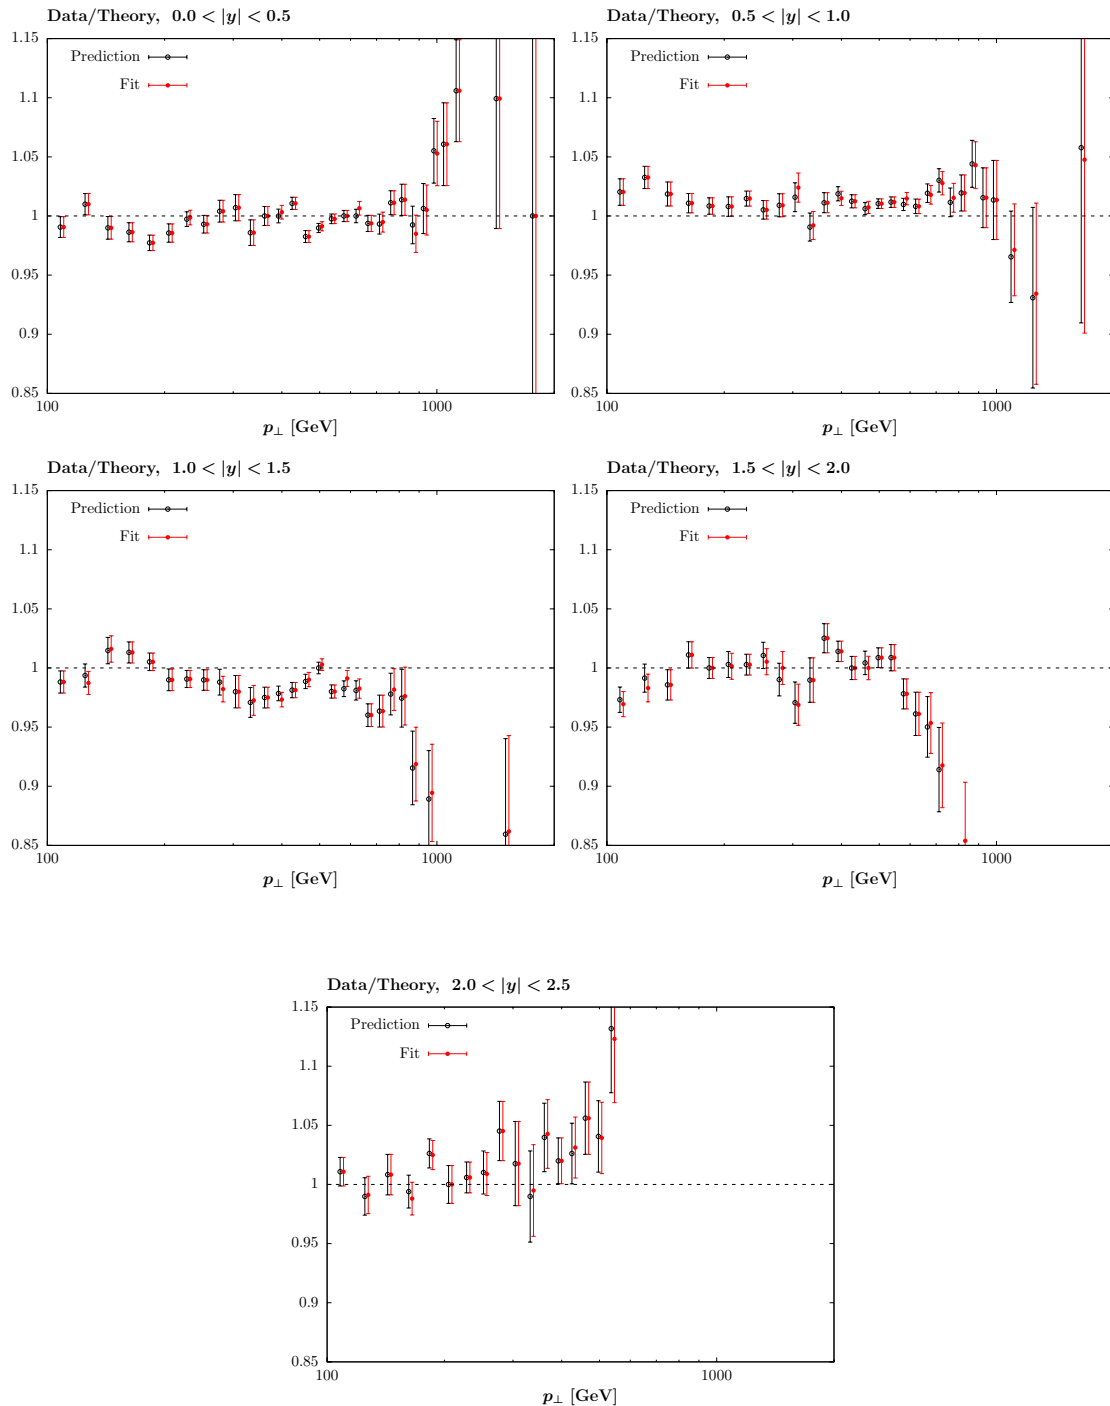 Data/Theory, 0.0 < |y| < 0.5
1.15
Prediction
Fit
1.1
1.05
1
0.95
0.9
0.85
100
1000
p⊥ [GeV]
Data/Theory, 0.5 < |y| < 1.0
1.15
Prediction
Fit
1.1
1.05
1
0.95
0.9
0.85
100
1000
p⊥ [GeV]
Data/Theory, 1.0 < |y| < 1.5
1.15
Prediction
Fit
1.1
1.05
1
0.95
0.9
0.85
100
1000
p⊥ [GeV]
Data/Theory, 1.5 < |y| < 2.0
1.15
Prediction
Fit
1.1
1.05
1
0.95
0.9
0.85
100
1000
p⊥ [GeV]
Data/Theory, 2.0 < |y| < 2.5
1.15
Prediction
Fit
1.1
1.05
1
0.95
0.9
0.85
100
1000
p⊥ [GeV]